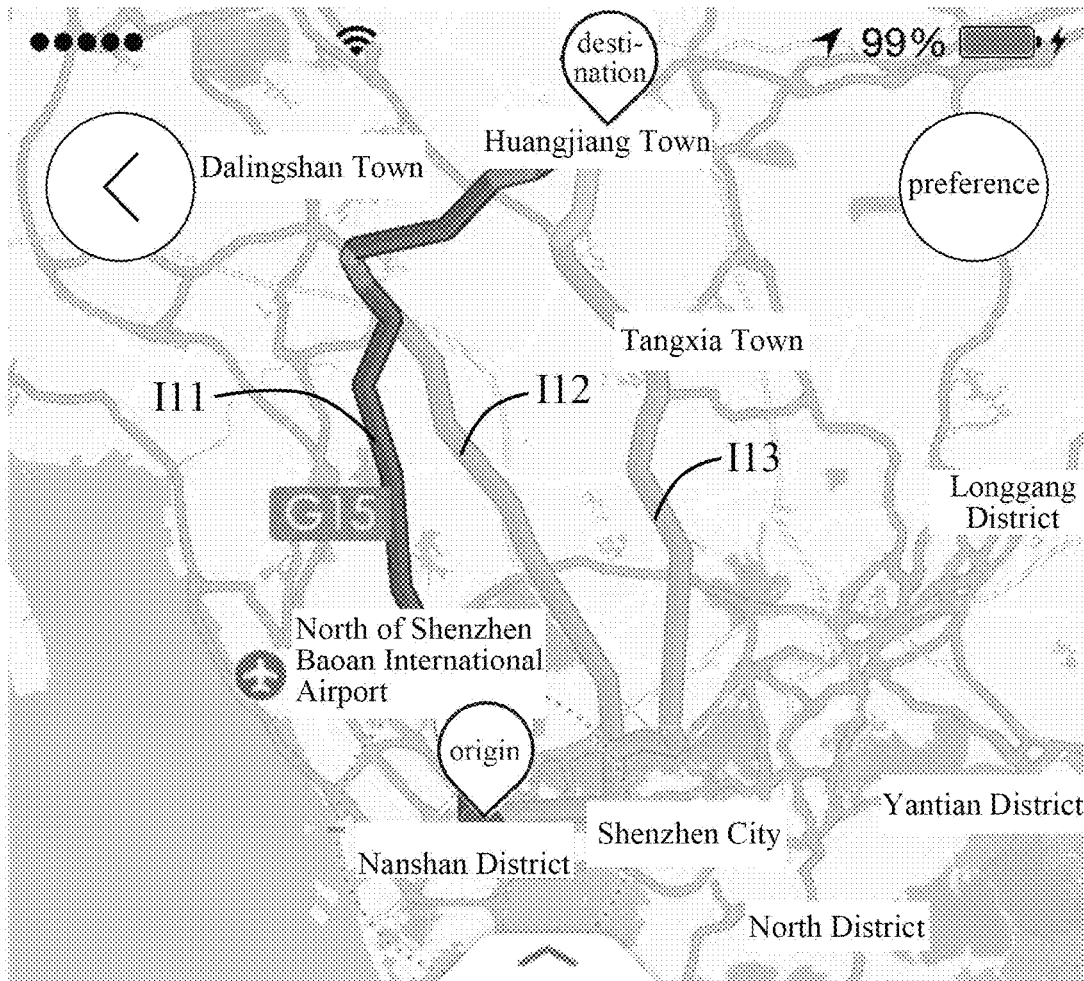 99%
desti-
nation
Huangjiang Town
Dalingshan Town
preference
Tangxia Town
I11
I12
I13
Longgang
District
G15
North of Shenzhen
Baoan International
Airport
origin
Yantian District
Shenzhen City
Nanshan District
North District